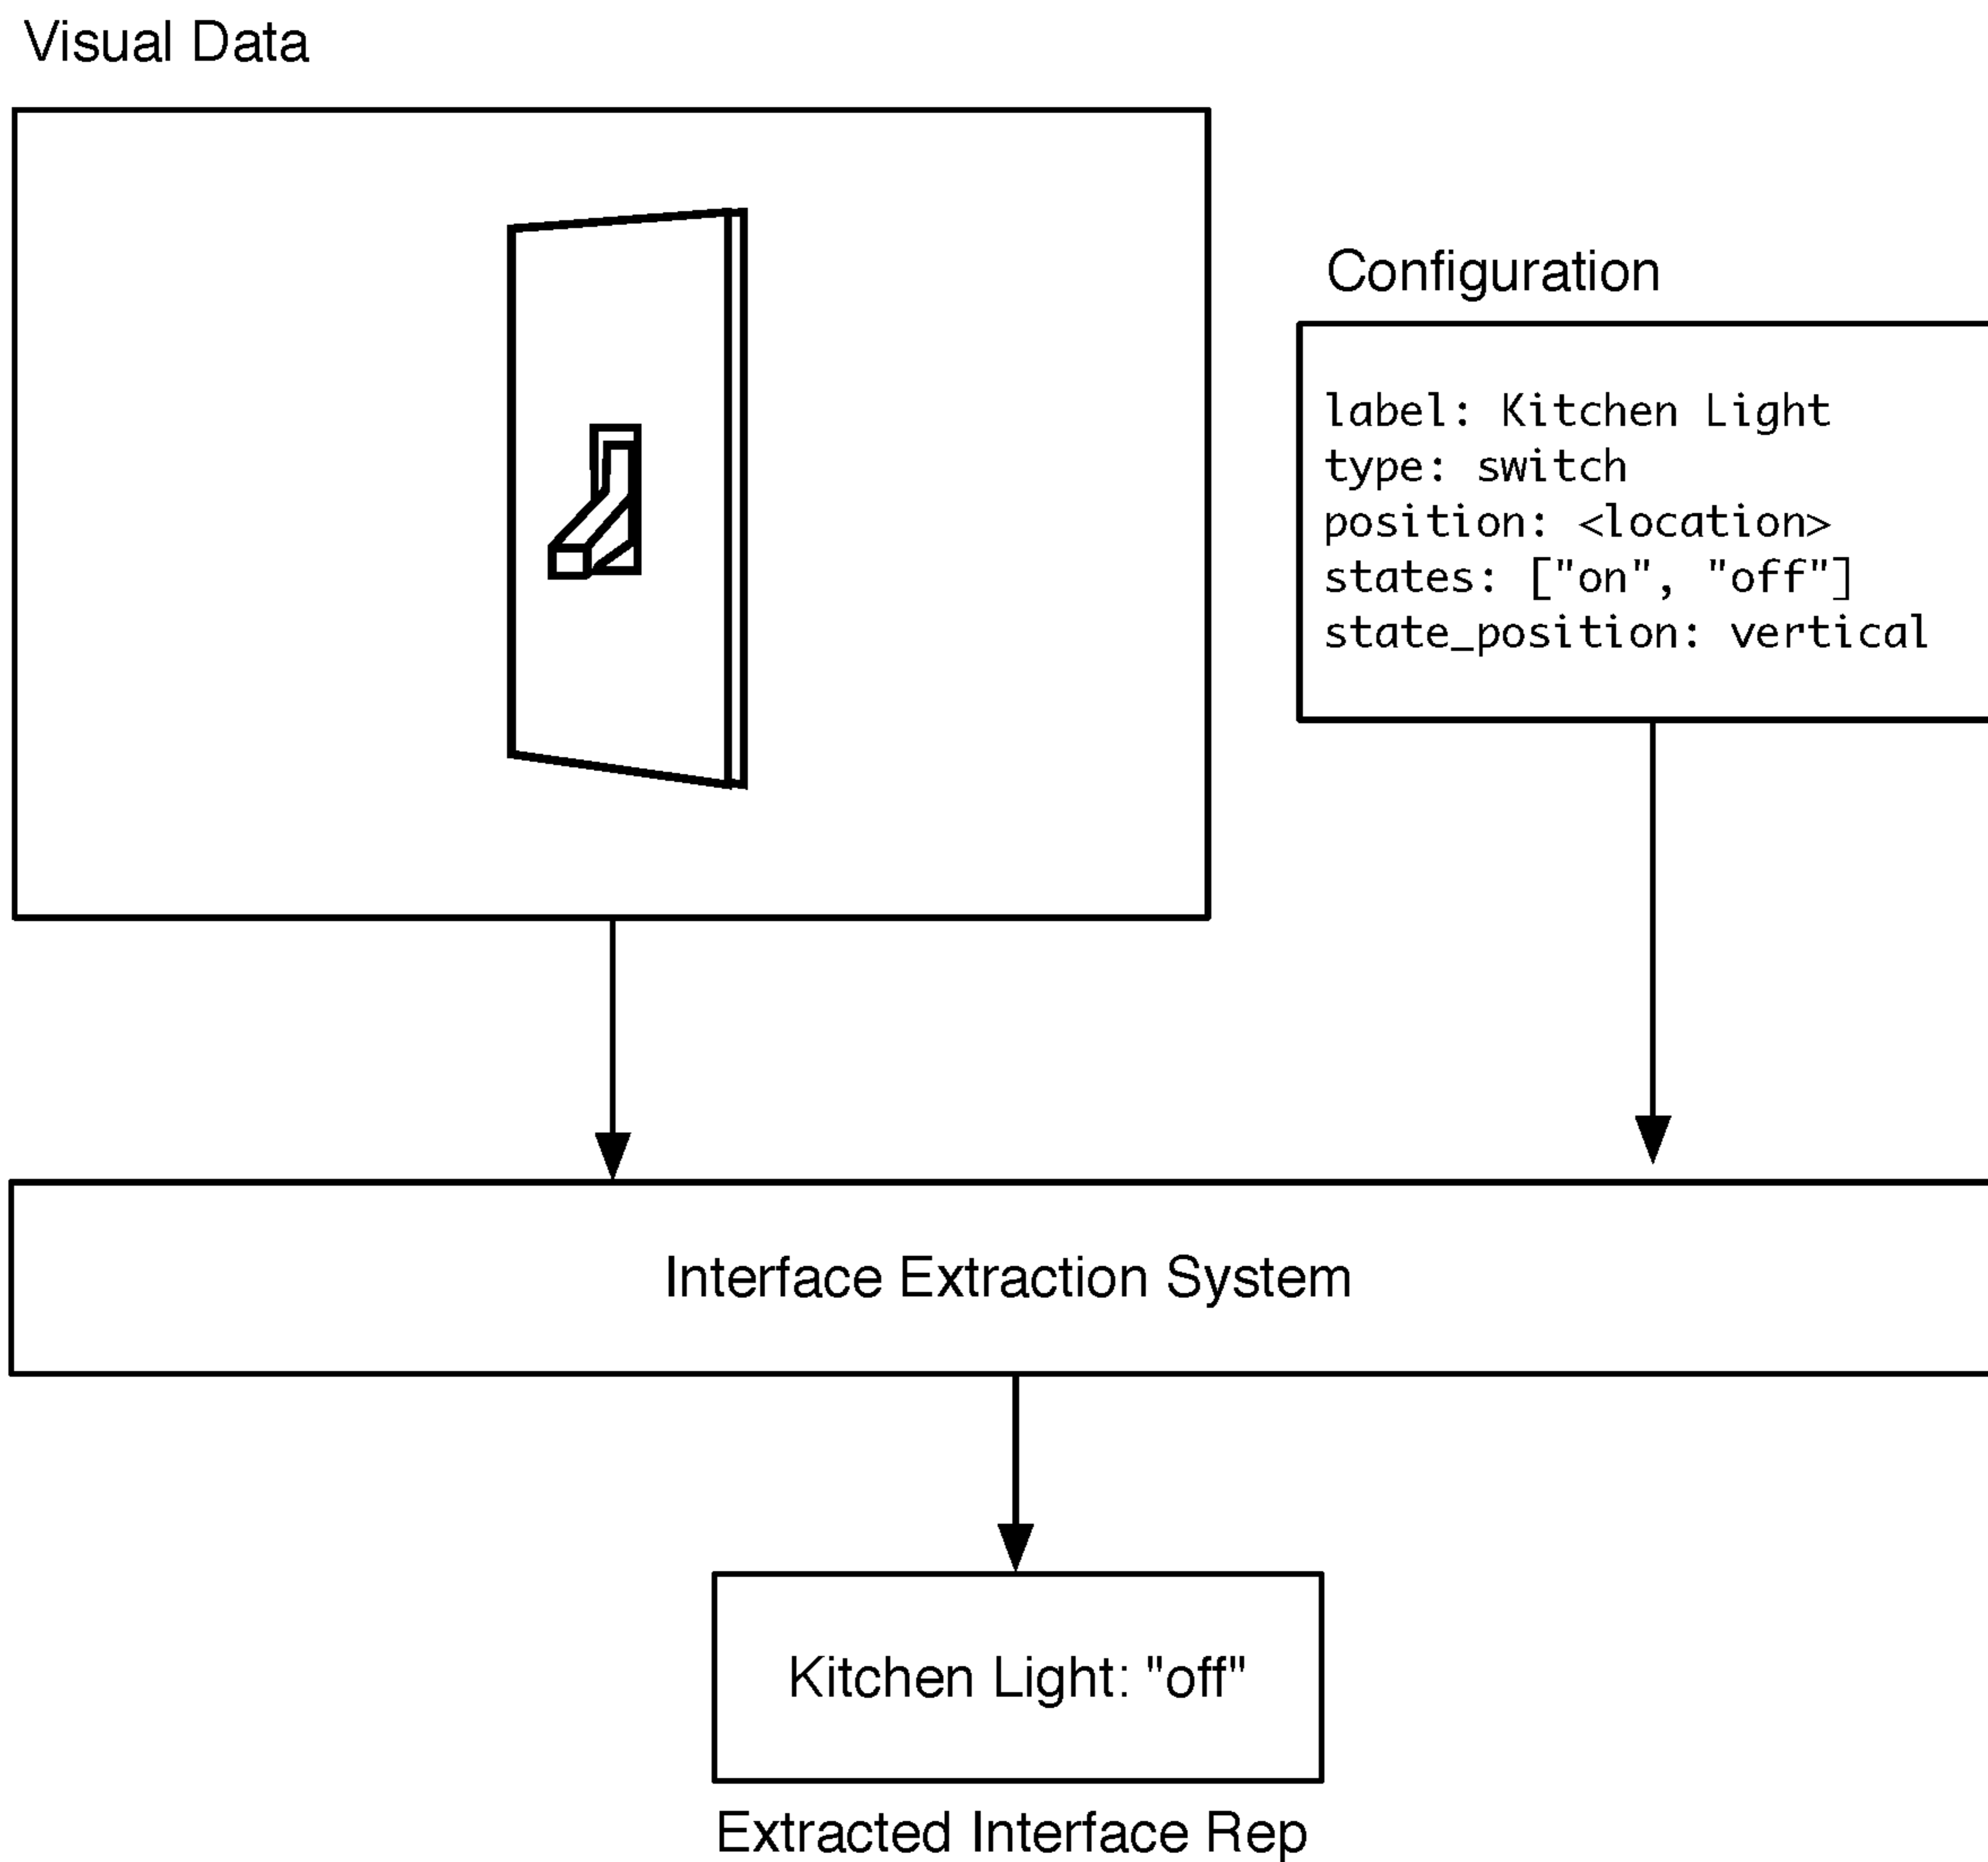 Visual Data
Configuration
label: Kitchen Light
type: switch
position: <location>
states: ["on", "off"]
state_position: vertical
Interface Extraction System
Kitchen Light: "off"
Extracted Interface Rep